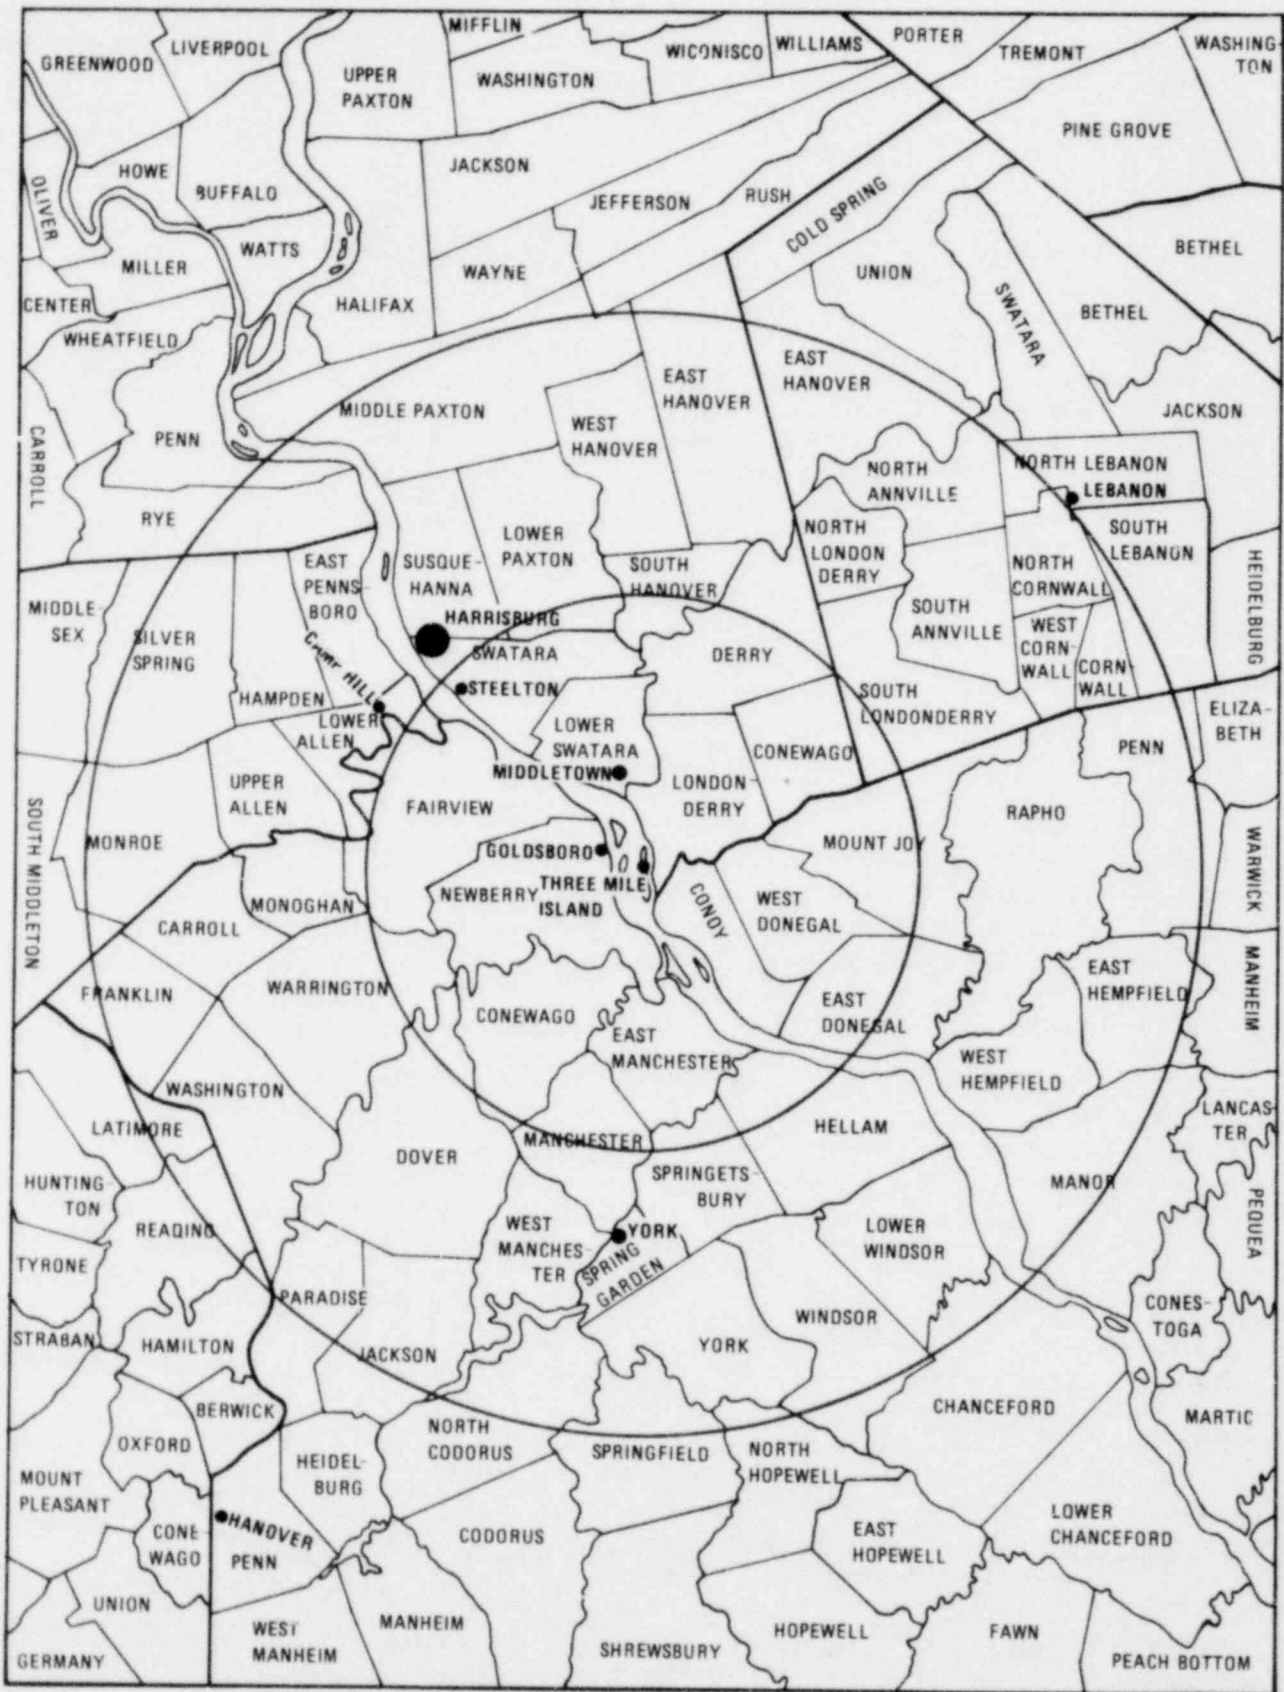 MIFFLIN
WILLIAMS
PORTER
LIVERPOOL
WICONISCO
TREMONT
WASHING-
TON
GREENWOOD
UPPER
PAXTON
WASHINGTON
PINE GROVE
HOWE
JACKSON
OLIVER
BUFFALO
JEFFERSON
RUSH
COLD SPRING
WATTS
BETHEL
MILLER
WAYNE
UNION
CENTER
HALIFAX
SWATARA
BETHEL
WHEATFIELD
EAST
HANOVER
EAST
HANOVER
MIDDLE PAXTON
JACKSON
CARROLL
PENN
WEST
HANOVER
NORTH
ANNVILLE
NORTH LEBANON
LEBANON
RYE
LOWER
PAXTON
NORTH
LONDON
DERRY
SOUTH
LEBANON
EAST
PENNS-
BORO
SUSQUE-
HANNA
SOUTH
HANOVER
NORTH
CORNWALL
HEIDELBURG
MIDDLE-
SEX
SILVER
SPRING
HARRISBURG
SOUTH
ANNVILLE
WEST
CORN-
WALL
CORN-
WALL
CAMP HILL
SWATARA
DERRY
HAMPDEN
STEELTON
SOUTH
LONDONDERRY
LOWER
ALLEN
LOWER
SWATARA
ELIZA-
BETH
CONEWAGO
PENN
UPPER
ALLEN
MIDDLETOWN
LONDON-
DERRY
SOUTH MIDDLETON
FAIRVIEW
RAPHO
MONROE
GOLDSBORO
MOUNT JOY
WARWICK
NEWBERRY
THREE MILE
ISLAND
CONOY
WEST
DONEGAL
MONOGHAN
CARROLL
FRANKLIN
WARRINGTON
EAST
HEMPFIELD
MANHEIM
CONEWAGO
EAST
DONEGAL
EAST
MANCHESTER
WEST
HEMPFIELD
WASHINGTON
LANCAS-
TER
LATIMORE
MANCHESTER
HELLAM
DOVER
HUNTING-
TON
SPRINGETS-
BURY
MANOR
PEQUEA
READING
WEST
MANCHES-
TER
YORK
LOWER
WINDSOR
TYRONE
SPRING
GARDEN
PARADISE
CONES-
TOGA
STRABAN
HAMILTON
JACKSON
YORK
WINDSOR
BERWICK
CHANCEFORD
MARTIC
OXFORD
NORTH
CODORUS
SPRINGFIELD
NORTH
HOPEWELL
HEIDEL-
BURG
MOUNT
PLEASANT
HANOVER
CONE
WAGO
PENN
CODORUS
EAST
HOPEWELL
LOWER
CHANCEFORD
UNION
WEST
MANHEIM
MANHEIM
SHREWSBURY
HOPEWELL
FAWN
GERMANY
PEACH BOTTOM